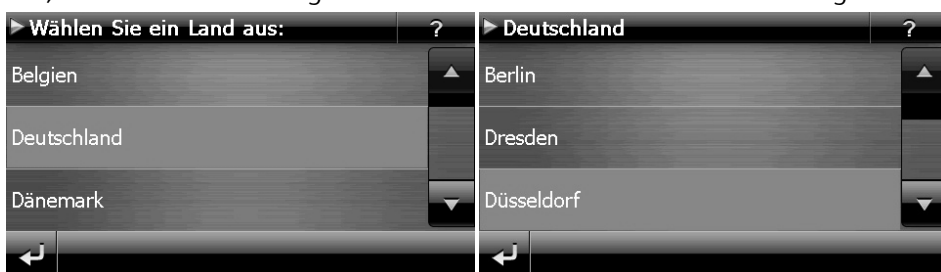 Wählen Sie ein Land aus: ?
Belgien
Deutschland
Dänemark
Deutschland ?
Berlin
Dresden
Düsseldorf